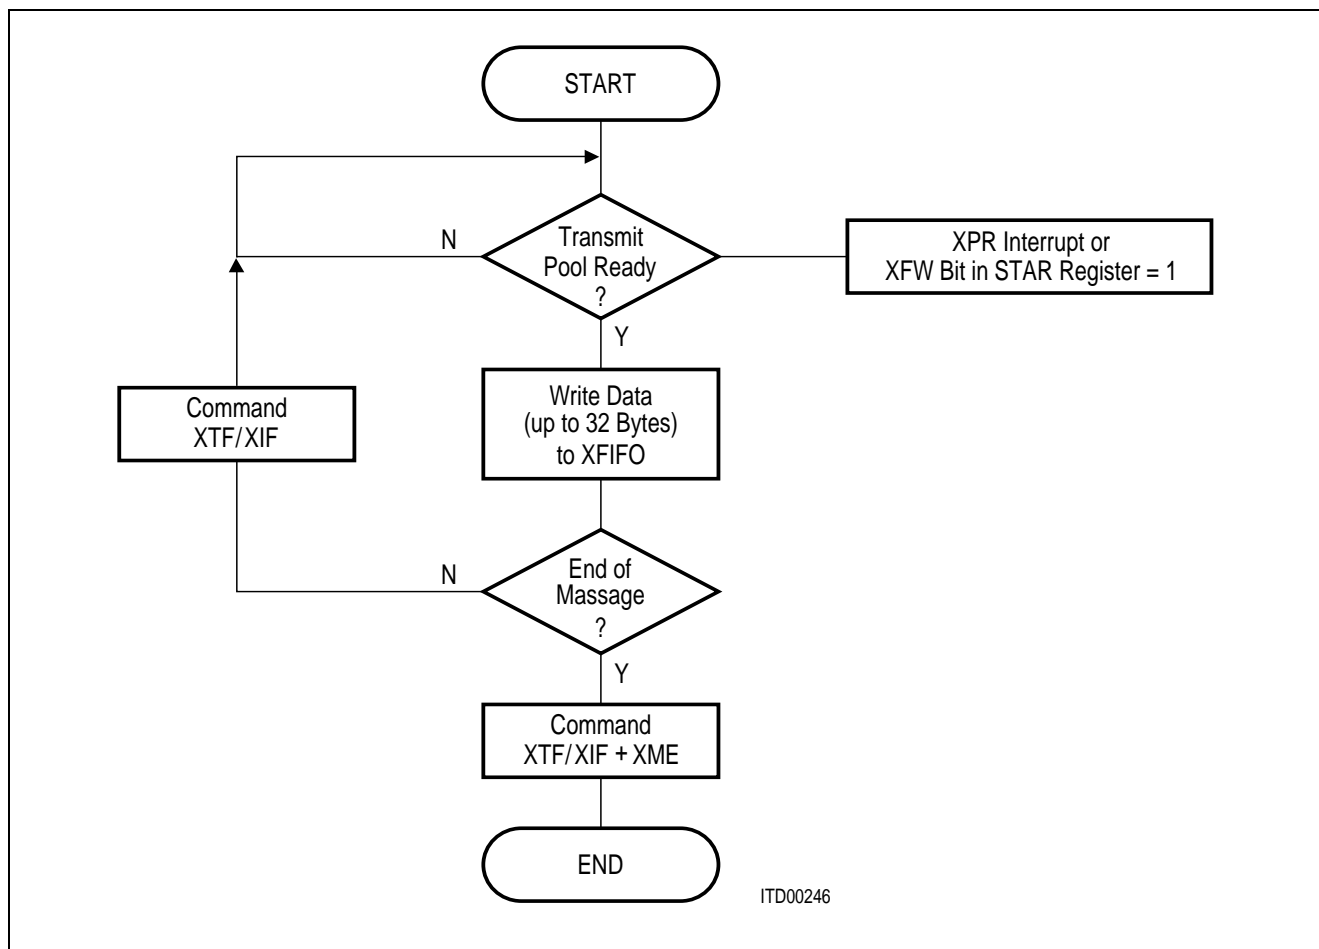 START
N
Transmit
Pool Ready
?
XPR Interrupt or
XFW Bit in STAR Register = 1
Y
Command
XTF/XIF
Write Data
(up to 32 Bytes)
to XFIFO
N
End of
Massage
?
Y
Command
XTF/XIF + XME
END
ITD00246